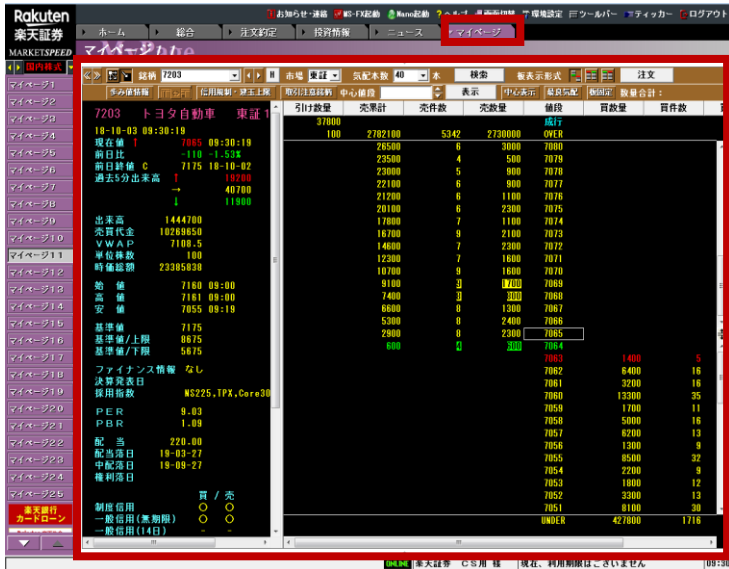 Rakuten
楽天証券
MARKETSPEED
お知らせ・連絡 MS-FX起動 Nano起動 ?ヘルプ 画面切替 環境設定 ツールバー ティッカー ログアウト
ホーム 総合 注文約定 投資情報 ニュース マイページ
マイページ
国内株式
マイページ1
マイページ2
マイページ3
マイページ4
マイページ5
マイページ6
マイページ7
マイページ8
マイページ9
マイページ10
マイページ11
マイページ12
マイページ13
マイページ14
マイページ15
マイページ16
マイページ17
マイページ18
マイページ19
マイページ20
マイページ21
マイページ22
マイページ23
マイページ24
マイページ25
楽天銀行
カードローン
銘柄 7203 H 市場 東証 気配本数 40 本 検索 板表示形式 注文
歩み値情報 信用規制・建玉上限 取引注意銘柄 中心値段 表示 中心表示 最良気配 板固定 数量合計:
7203 トヨタ自動車 東証1
18-10-03 09:30:19
現在値 ↑ 7065 09:30:19
前日比 -110 -1.53%
前日終値 C 7175 18-10-02
過去5分出来高 ↑ 19200
→ 40700
↓ 11900
出来高 1444700
売買代金 10269650
VWAP 7108.5
単位株数 100
時価総額 23385838
始 値 7160 09:00
高 値 7161 09:00
安 値 7055 09:19
基準値 7175
基準値/上限 8675
基準値/下限 5675
ファイナンス情報 なし
決算発表日
採用指数 NS225,TPX,Core30
PER 9.03
PBR 1.09
配 当 220.00
配当落日 19-03-27
中配落日 19-09-27
権利落日
買 / 売
制度信用 ○ ○
一般信用(無期限) ○ ○
一般信用(14日) - -
引け数量 売累計 売件数 売数量 値段 買数量 買件数
37800 成行
100 2782100 5342 2730000 OVER
26500 6 3000 7080
23500 4 500 7079
23000 5 900 7078
22100 6 900 7077
21200 6 1100 7076
20100 6 2300 7075
17800 7 1100 7074
16700 9 2100 7073
14600 7 2300 7072
12300 7 1600 7071
10700 9 1600 7070
9100 9 1700 7069
7400 800 7068
6600 8 1300 7067
5300 8 2400 7066
2900 8 2300 7065
600 4 600 7064
7063 1400 5
7062 6400 16
7061 3200 16
7060 13300 35
7059 1700 11
7058 5000 16
7057 6200 13
7056 1300 9
7055 8500 32
7054 2200 9
7053 1800 12
7052 3300 13
7051 8100 30
UNDER 427800 1716
ONLINE 楽天証券 CS用 様 現在、利用期限はございません 09:30